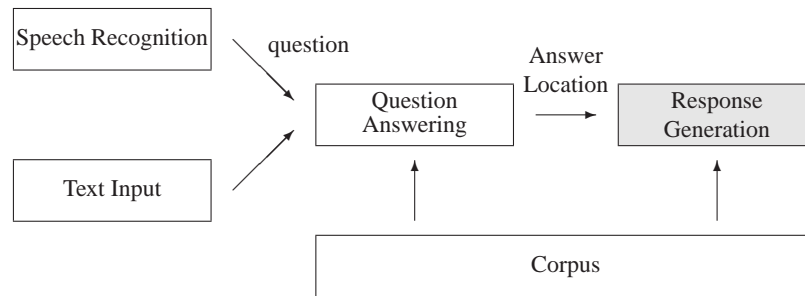 Speech Recognition
question
Answer
Location
Question
Answering
Response
Generation
Text Input
Corpus